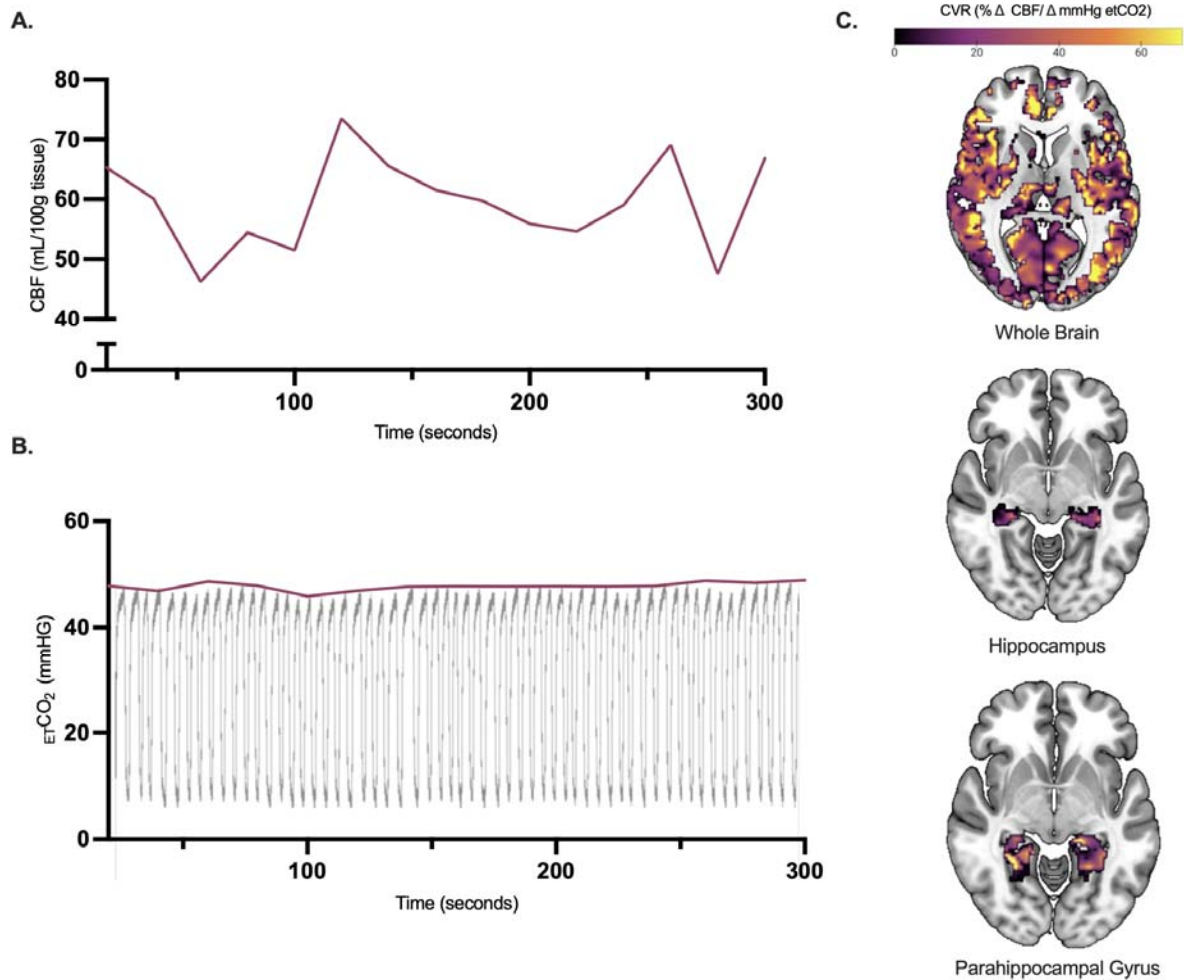 A.
CBF (mL/100g tissue)
80
70
60
50
40
0
100
200
300
Time (seconds)
B.
ETCO2 (mmHG)
60
40
20
0
100
200
300
Time (seconds)
C.
CVR (% Δ CBF/ Δ mmHg etCO2)
0 20 40 60
Whole Brain
Hippocampus
Parahippocampal Gyrus